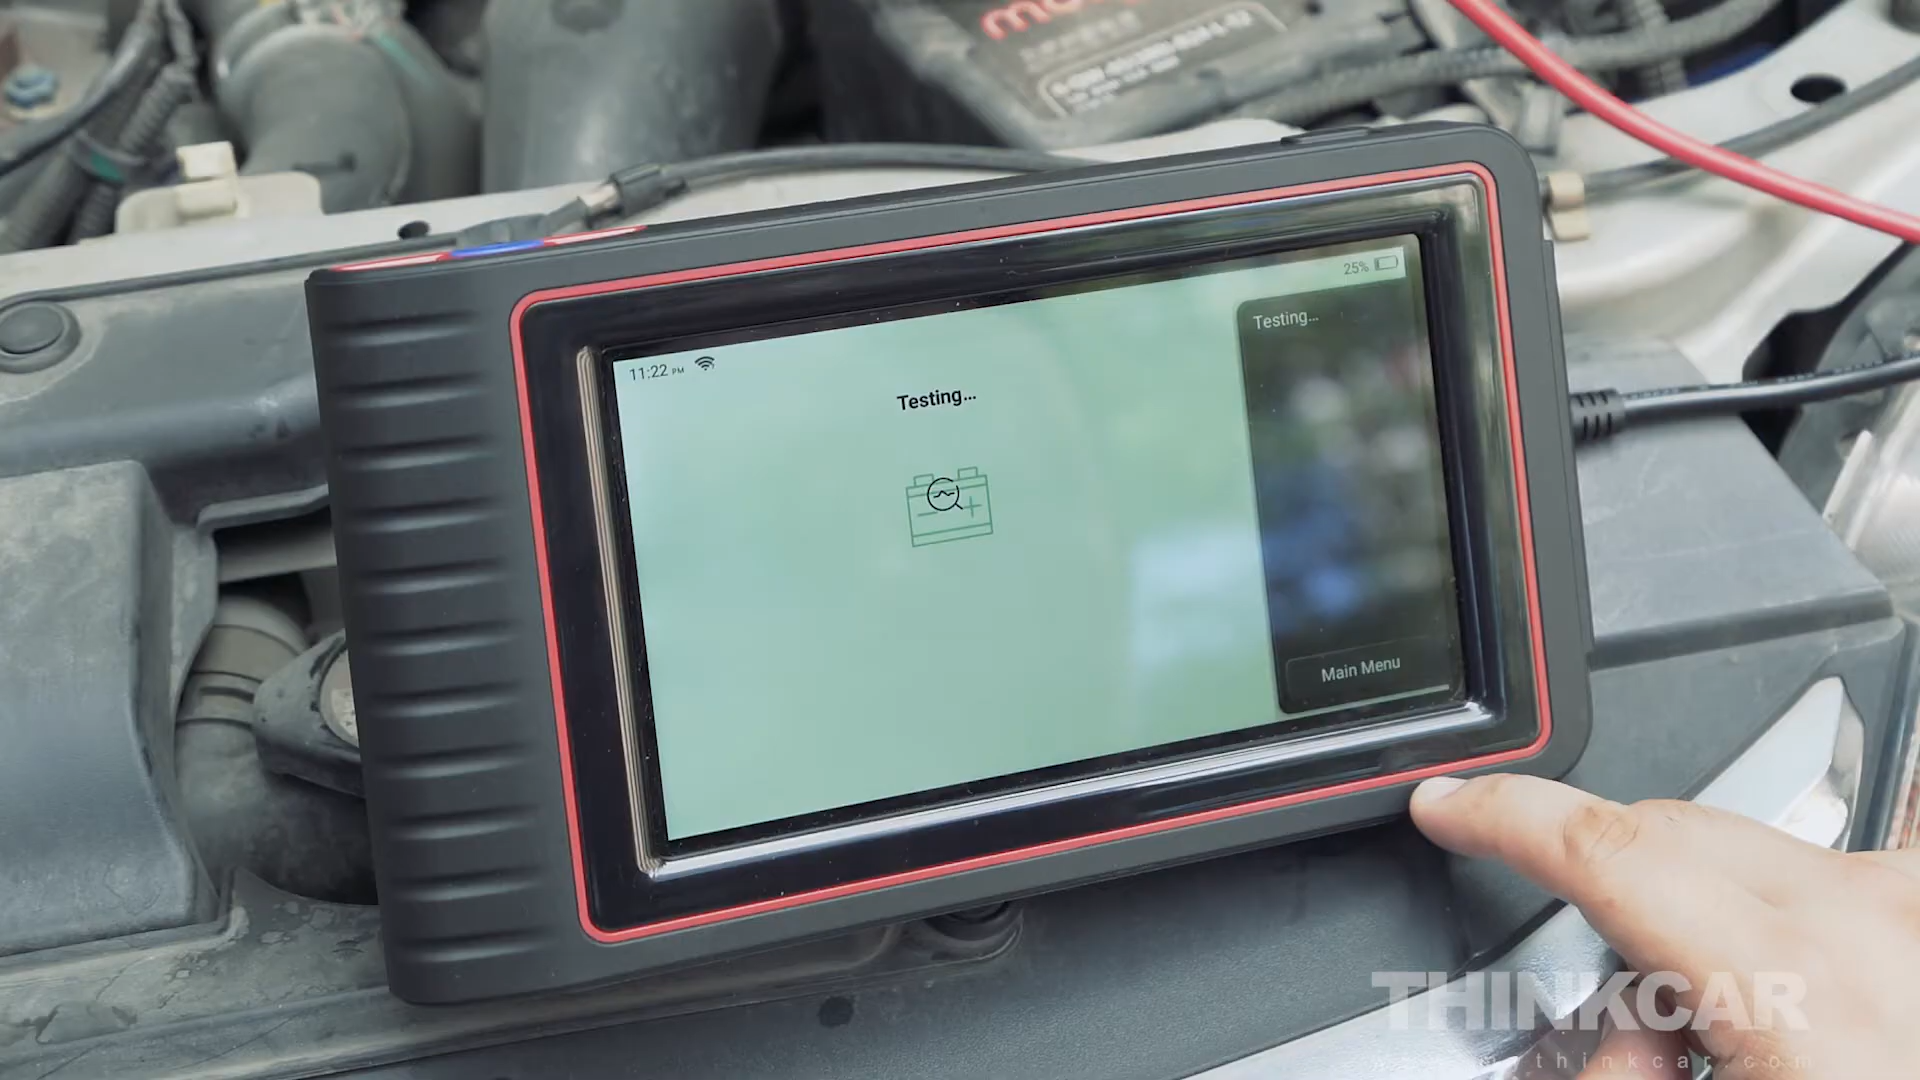 11:22 PM
25%
Testing...
Testing...
Main Menu
THINKCAR